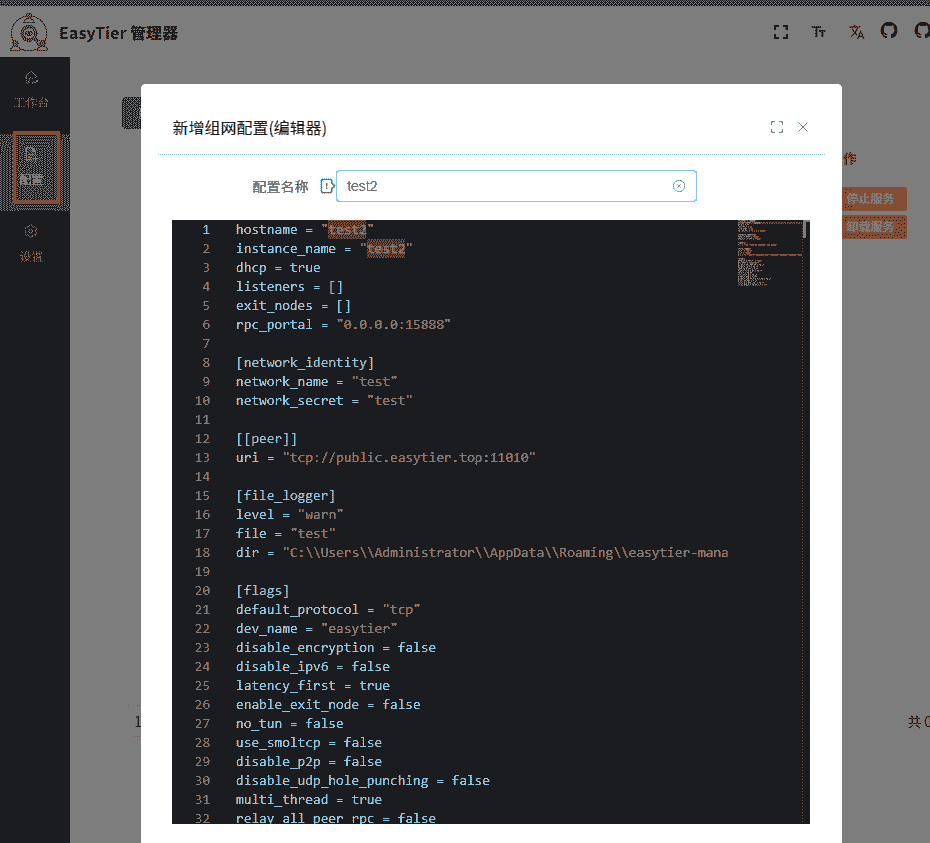 EasyTier 管理器
工作台
配置
设置
新增组网配置(编辑器)
配置名称 test2
作
停止服务
卸载服务
1 hostname = "test2"
2 instance_name = "test2"
3 dhcp = true
4 listeners = []
5 exit_nodes = []
6 rpc_portal = "0.0.0.0:15888"
7
8 [network_identity]
9 network_name = "test"
10 network_secret = "test"
11
12 [[peer]]
13 uri = "tcp://public.easytier.top:11010"
14
15 [file_logger]
16 level = "warn"
17 file = "test"
18 dir = "C:\\Users\\Administrator\\AppData\\Roaming\\easytier-mana
19
20 [flags]
21 default_protocol = "tcp"
22 dev_name = "easytier"
23 disable_encryption = false
24 disable_ipv6 = false
25 latency_first = true
26 enable_exit_node = false
27 no_tun = false
28 use_smoltcp = false
29 disable_p2p = false
30 disable_udp_hole_punching = false
31 multi_thread = true
32 relay_all_peer_rpc = false
1
共 0